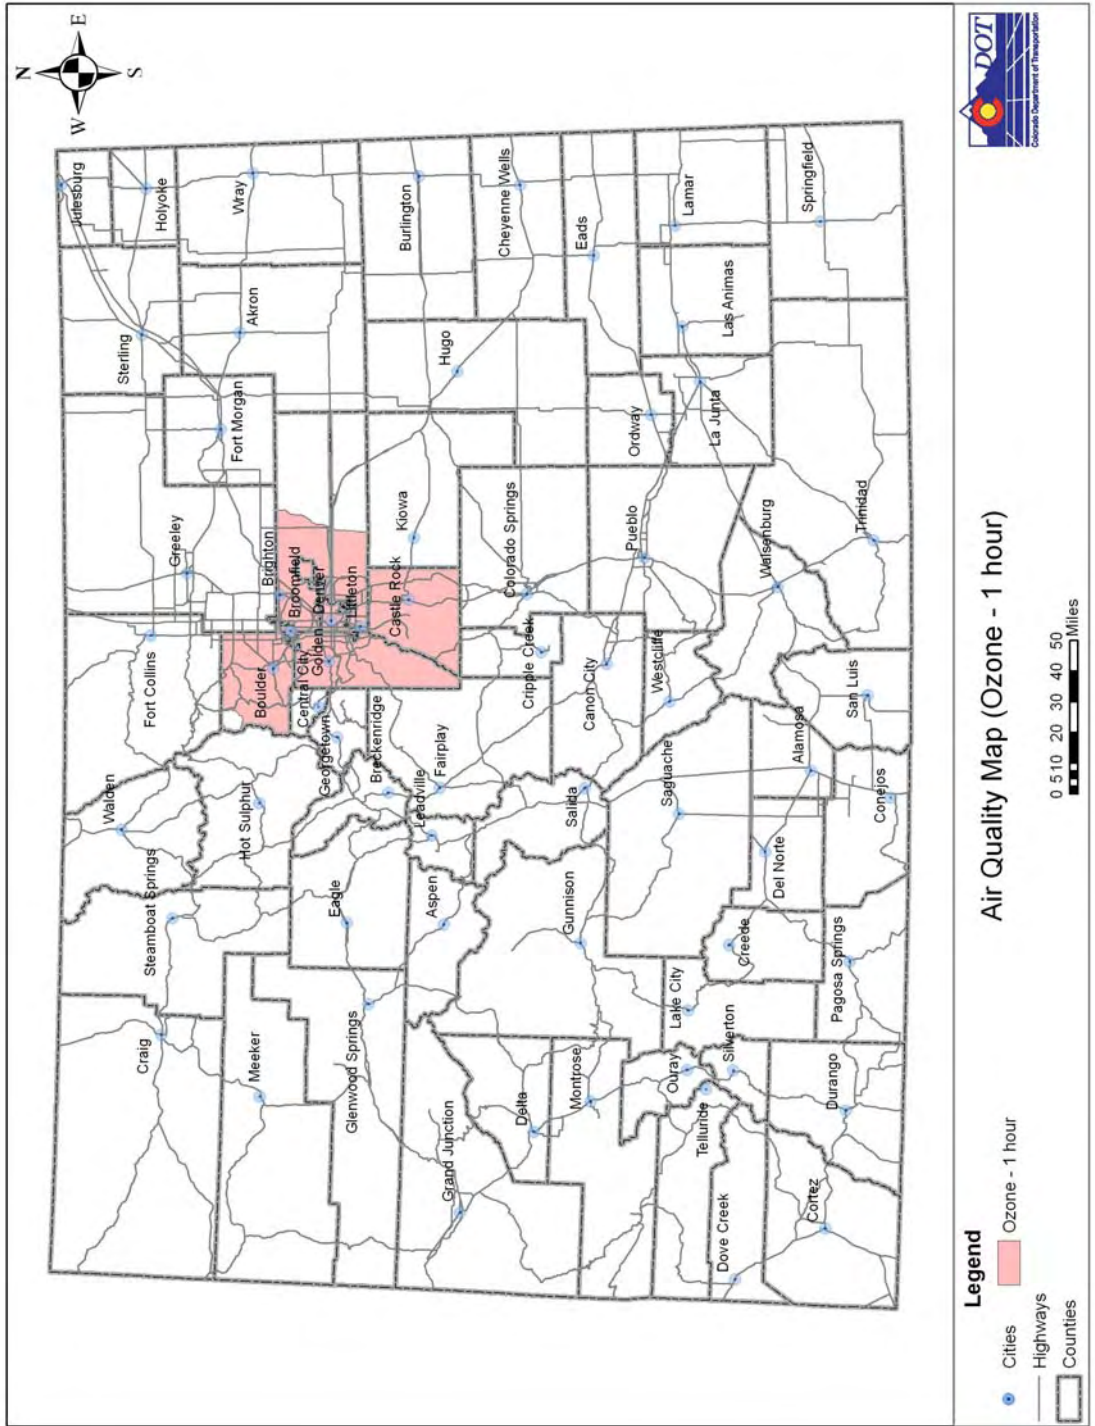 N
W
E
S
Julesburg
Holyoke
Sterling
Wray
Akron
Fort Morgan
Greeley
Fort Collins
Walden
Steamboat Springs
Craig
Meeker
Hot Sulphur
Boulder
Brighton
Broomfield
Central City
Golden
Denver
Littleton
Georgetown
Castle Rock
Kiowa
Burlington
Hugo
Cheyenne Wells
Breckenridge
Fairplay
Leadville
Eagle
Aspen
Glenwood Springs
Grand Junction
Delta
Montrose
Gunnison
Salida
Cripple Creek
Colorado Springs
Canon City
Westcliffe
Pueblo
Ordway
Eads
Lamar
Las Animas
La Junta
Springfield
Trinidad
Walsenburg
San Luis
Alamosa
Saguache
Conejos
Del Norte
Creede
Lake City
Ouray
Silverton
Telluride
Pagosa Springs
Durango
Dove Creek
Cortez
Legend
Cities
Highways
Counties
Ozone - 1 hour
Air Quality Map (Ozone - 1 hour)
0 5 10 20 30 40 50
Miles
DOT
Colorado Department of Transportation